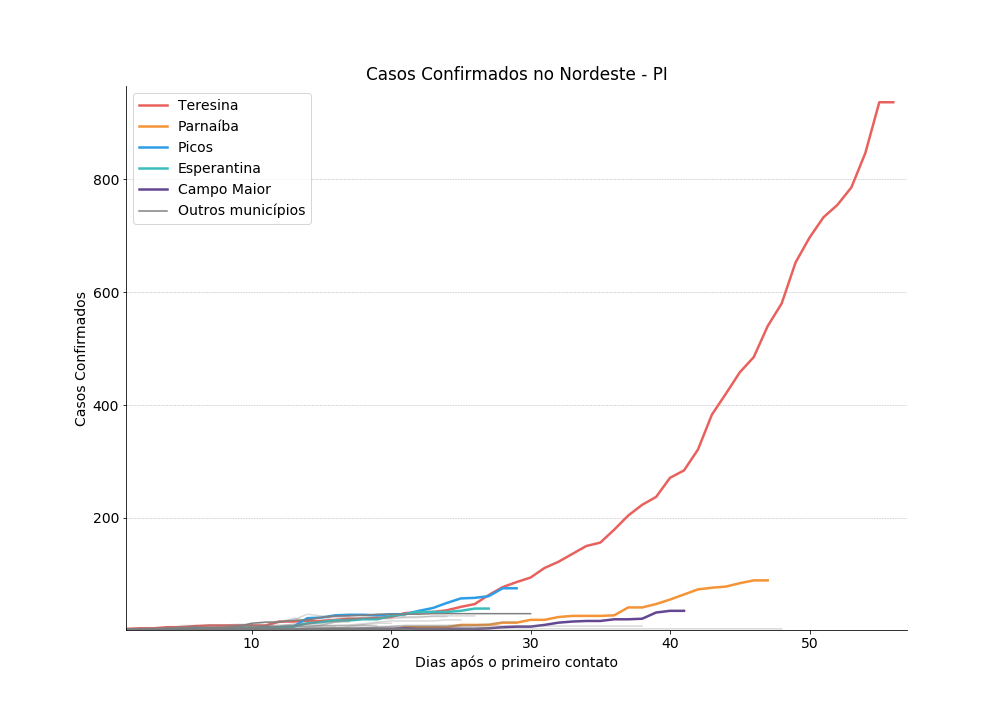 Casos Confirmados no Nordeste - PI
Teresina
Parnaíba
Picos
Esperantina
Campo Maior
Outros municípios
800
600
400
200
Casos Confirmados
10 20 30 40 50
Dias após o primeiro contato